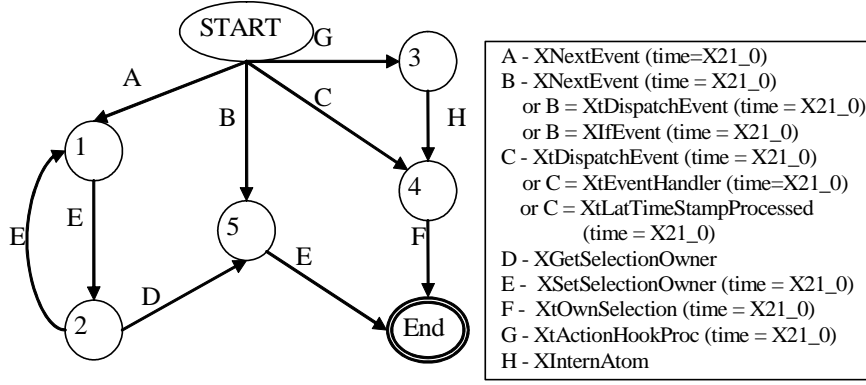 START
G
3
A
B
C
H
1
4
E
E
5
F
E
D
2
End
A - XNextEvent (time=X21_0)
B - XNextEvent (time = X21_0)
or B = XtDispatchEvent (time = X21_0)
or B = XIfEvent (time = X21_0)
C - XtDispatchEvent (time = X21_0)
or C = XtEventHandler (time=X21_0)
or C = XtLatTimeStampProcessed
(time = X21_0)
D - XGetSelectionOwner
E - XSetSelectionOwner (time = X21_0)
F - XtOwnSelection (time = X21_0)
G - XtActionHookProc (time = X21_0)
H - XInternAtom